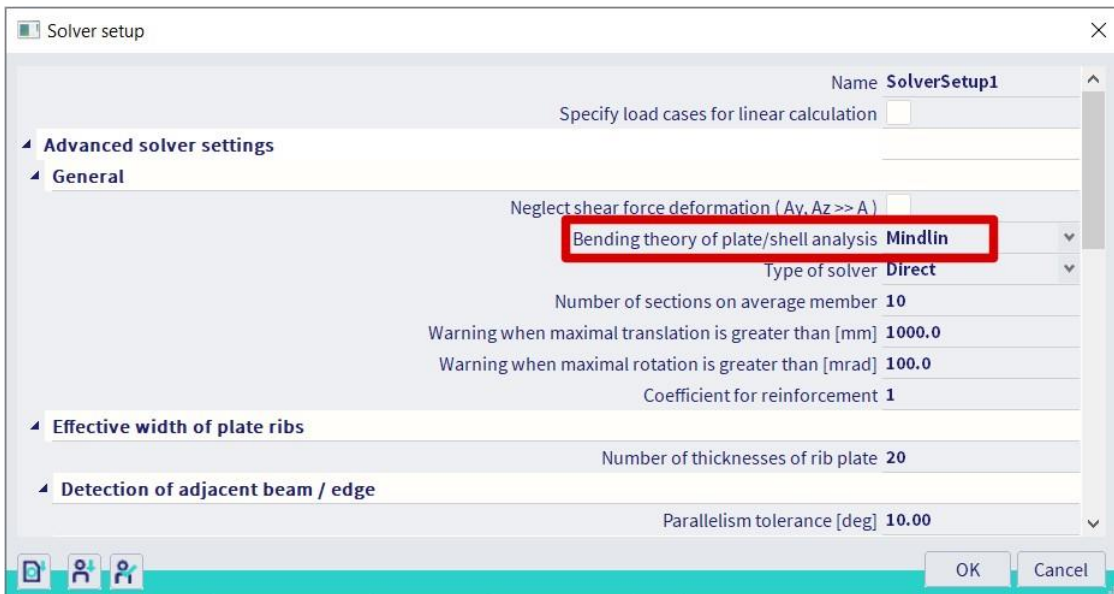 Solver setup
Name SolverSetup1
Specify load cases for linear calculation
Advanced solver settings
General
Neglect shear force deformation ( Ay, Az >> A )
Bending theory of plate/shell analysis Mindlin
Type of solver Direct
Number of sections on average member 10
Warning when maximal translation is greater than [mm] 1000.0
Warning when maximal rotation is greater than [mrad] 100.0
Coefficient for reinforcement 1
Effective width of plate ribs
Number of thicknesses of rib plate 20
Detection of adjacent beam / edge
Parallelism tolerance [deg] 10.00
OK Cancel